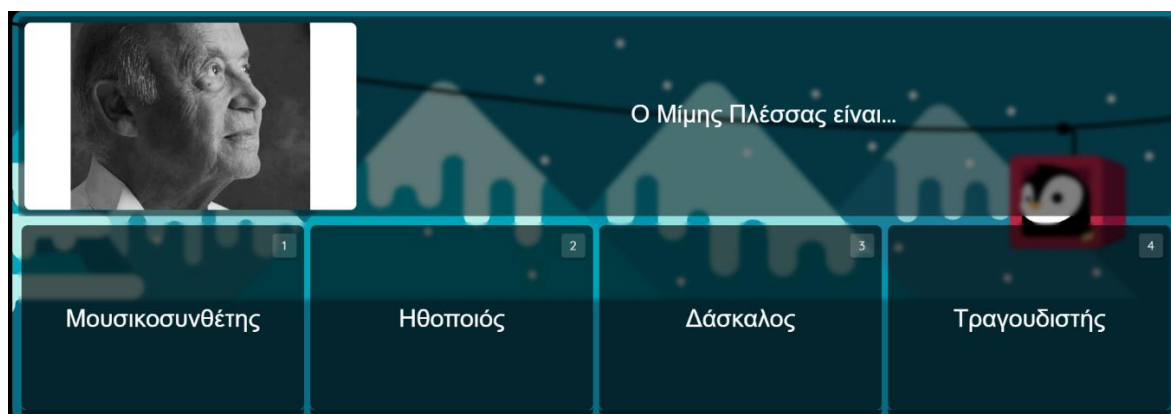 Ο Μίμης Πλέσσας είναι...
1
Μουσικοσυνθέτης
2
Ηθοποιός
3
Δάσκαλος
4
Τραγουδιστής